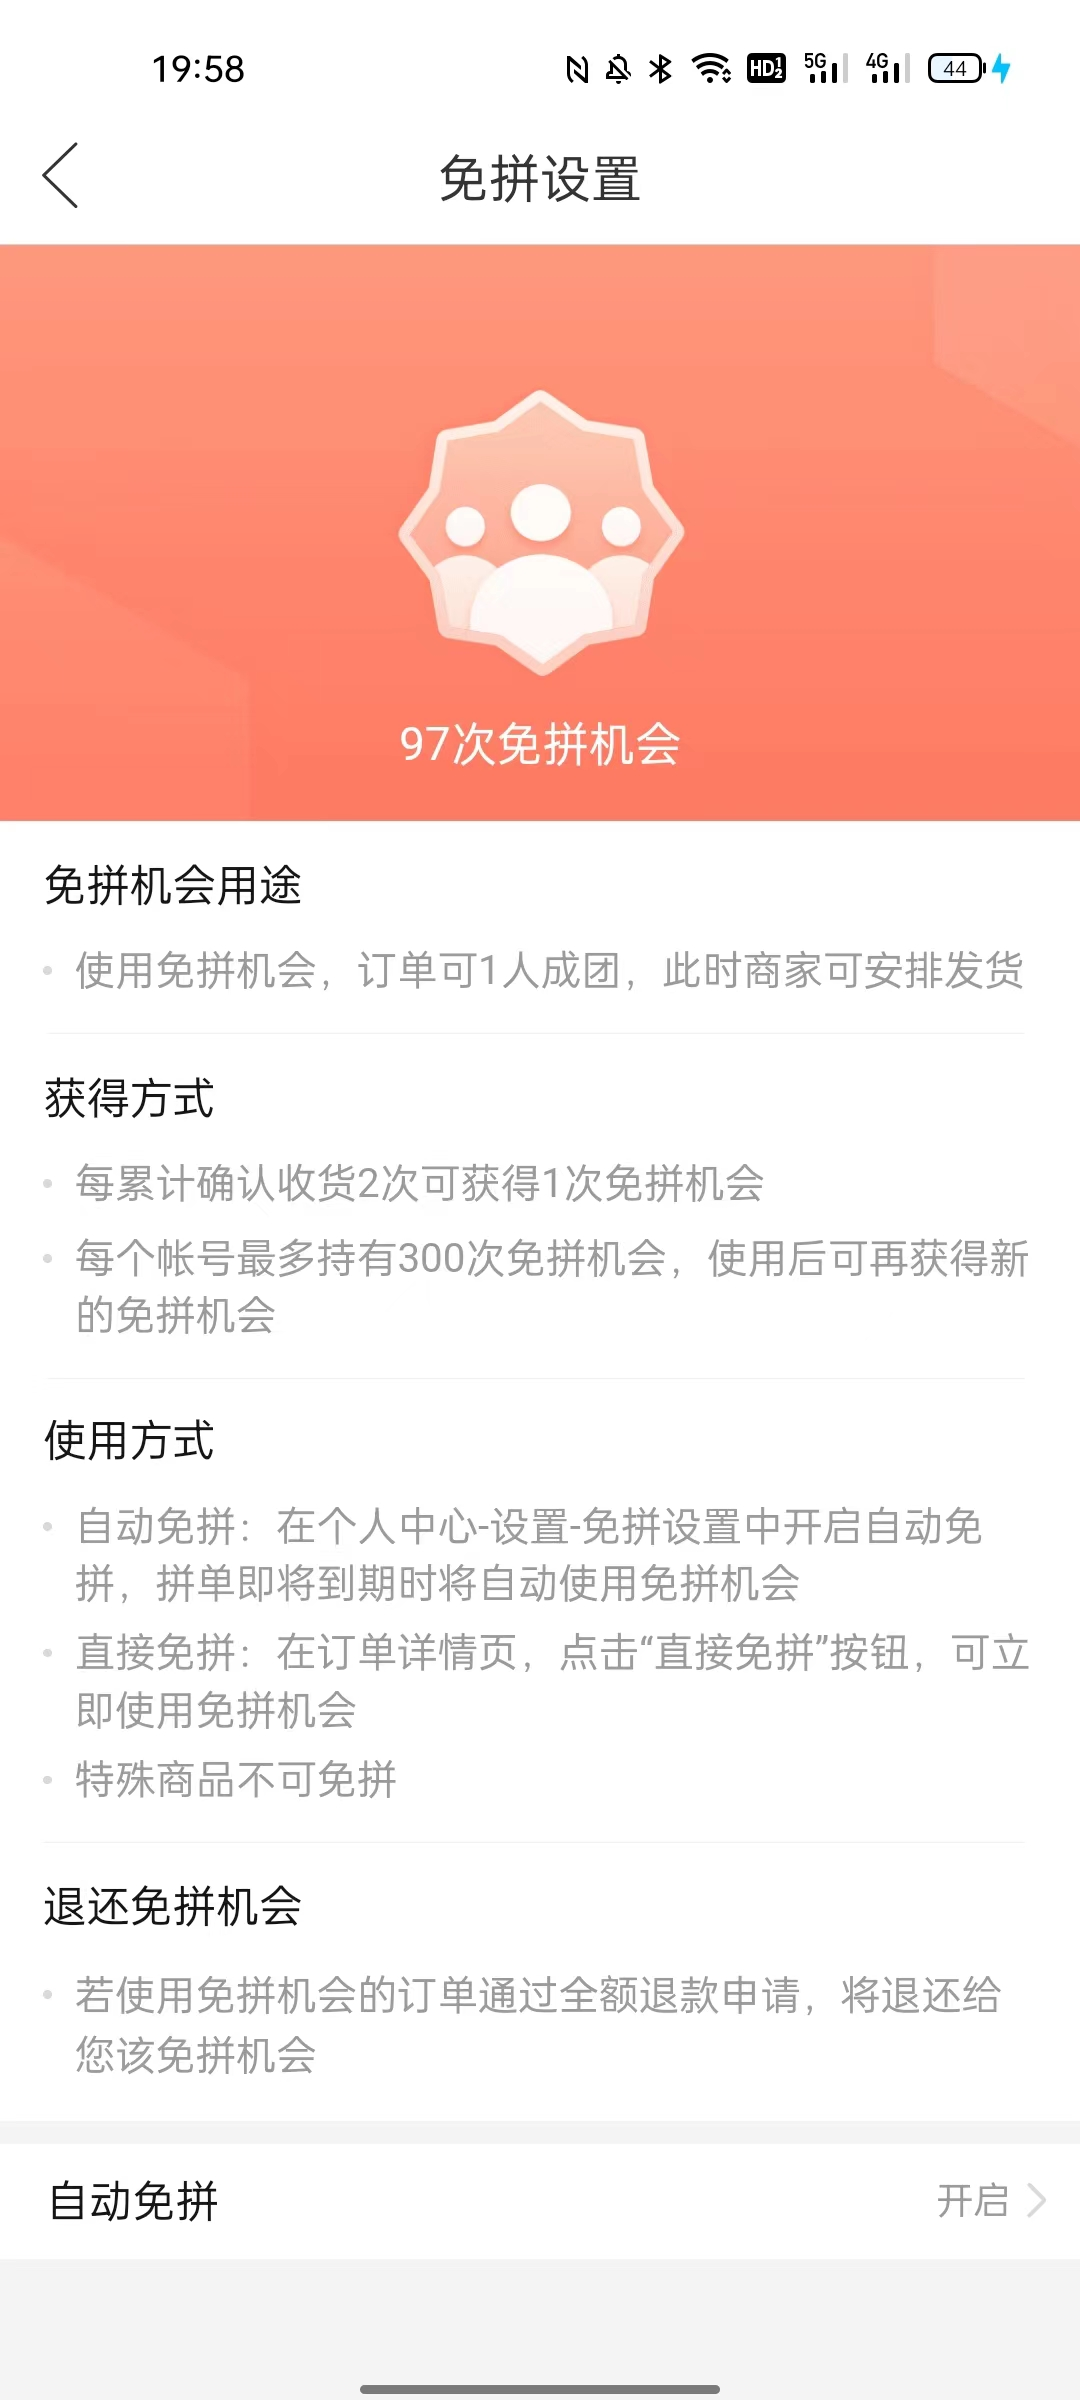 19:58
HD 1 2 5G 4G 44
免拼设置
97次免拼机会
免拼机会用途
使用免拼机会，订单可1人成团，此时商家可安排发货
获得方式
每累计确认收货2次可获得1次免拼机会
每个帐号最多持有300次免拼机会，使用后可再获得新
的免拼机会
使用方式
自动免拼：在个人中心-设置-免拼设置中开启自动免
拼，拼单即将到期时将自动使用免拼机会
直接免拼：在订单详情页，点击“直接免拼”按钮，可立
即使用免拼机会
特殊商品不可免拼
退还免拼机会
若使用免拼机会的订单通过全额退款申请，将退还给
您该免拼机会
自动免拼
开启